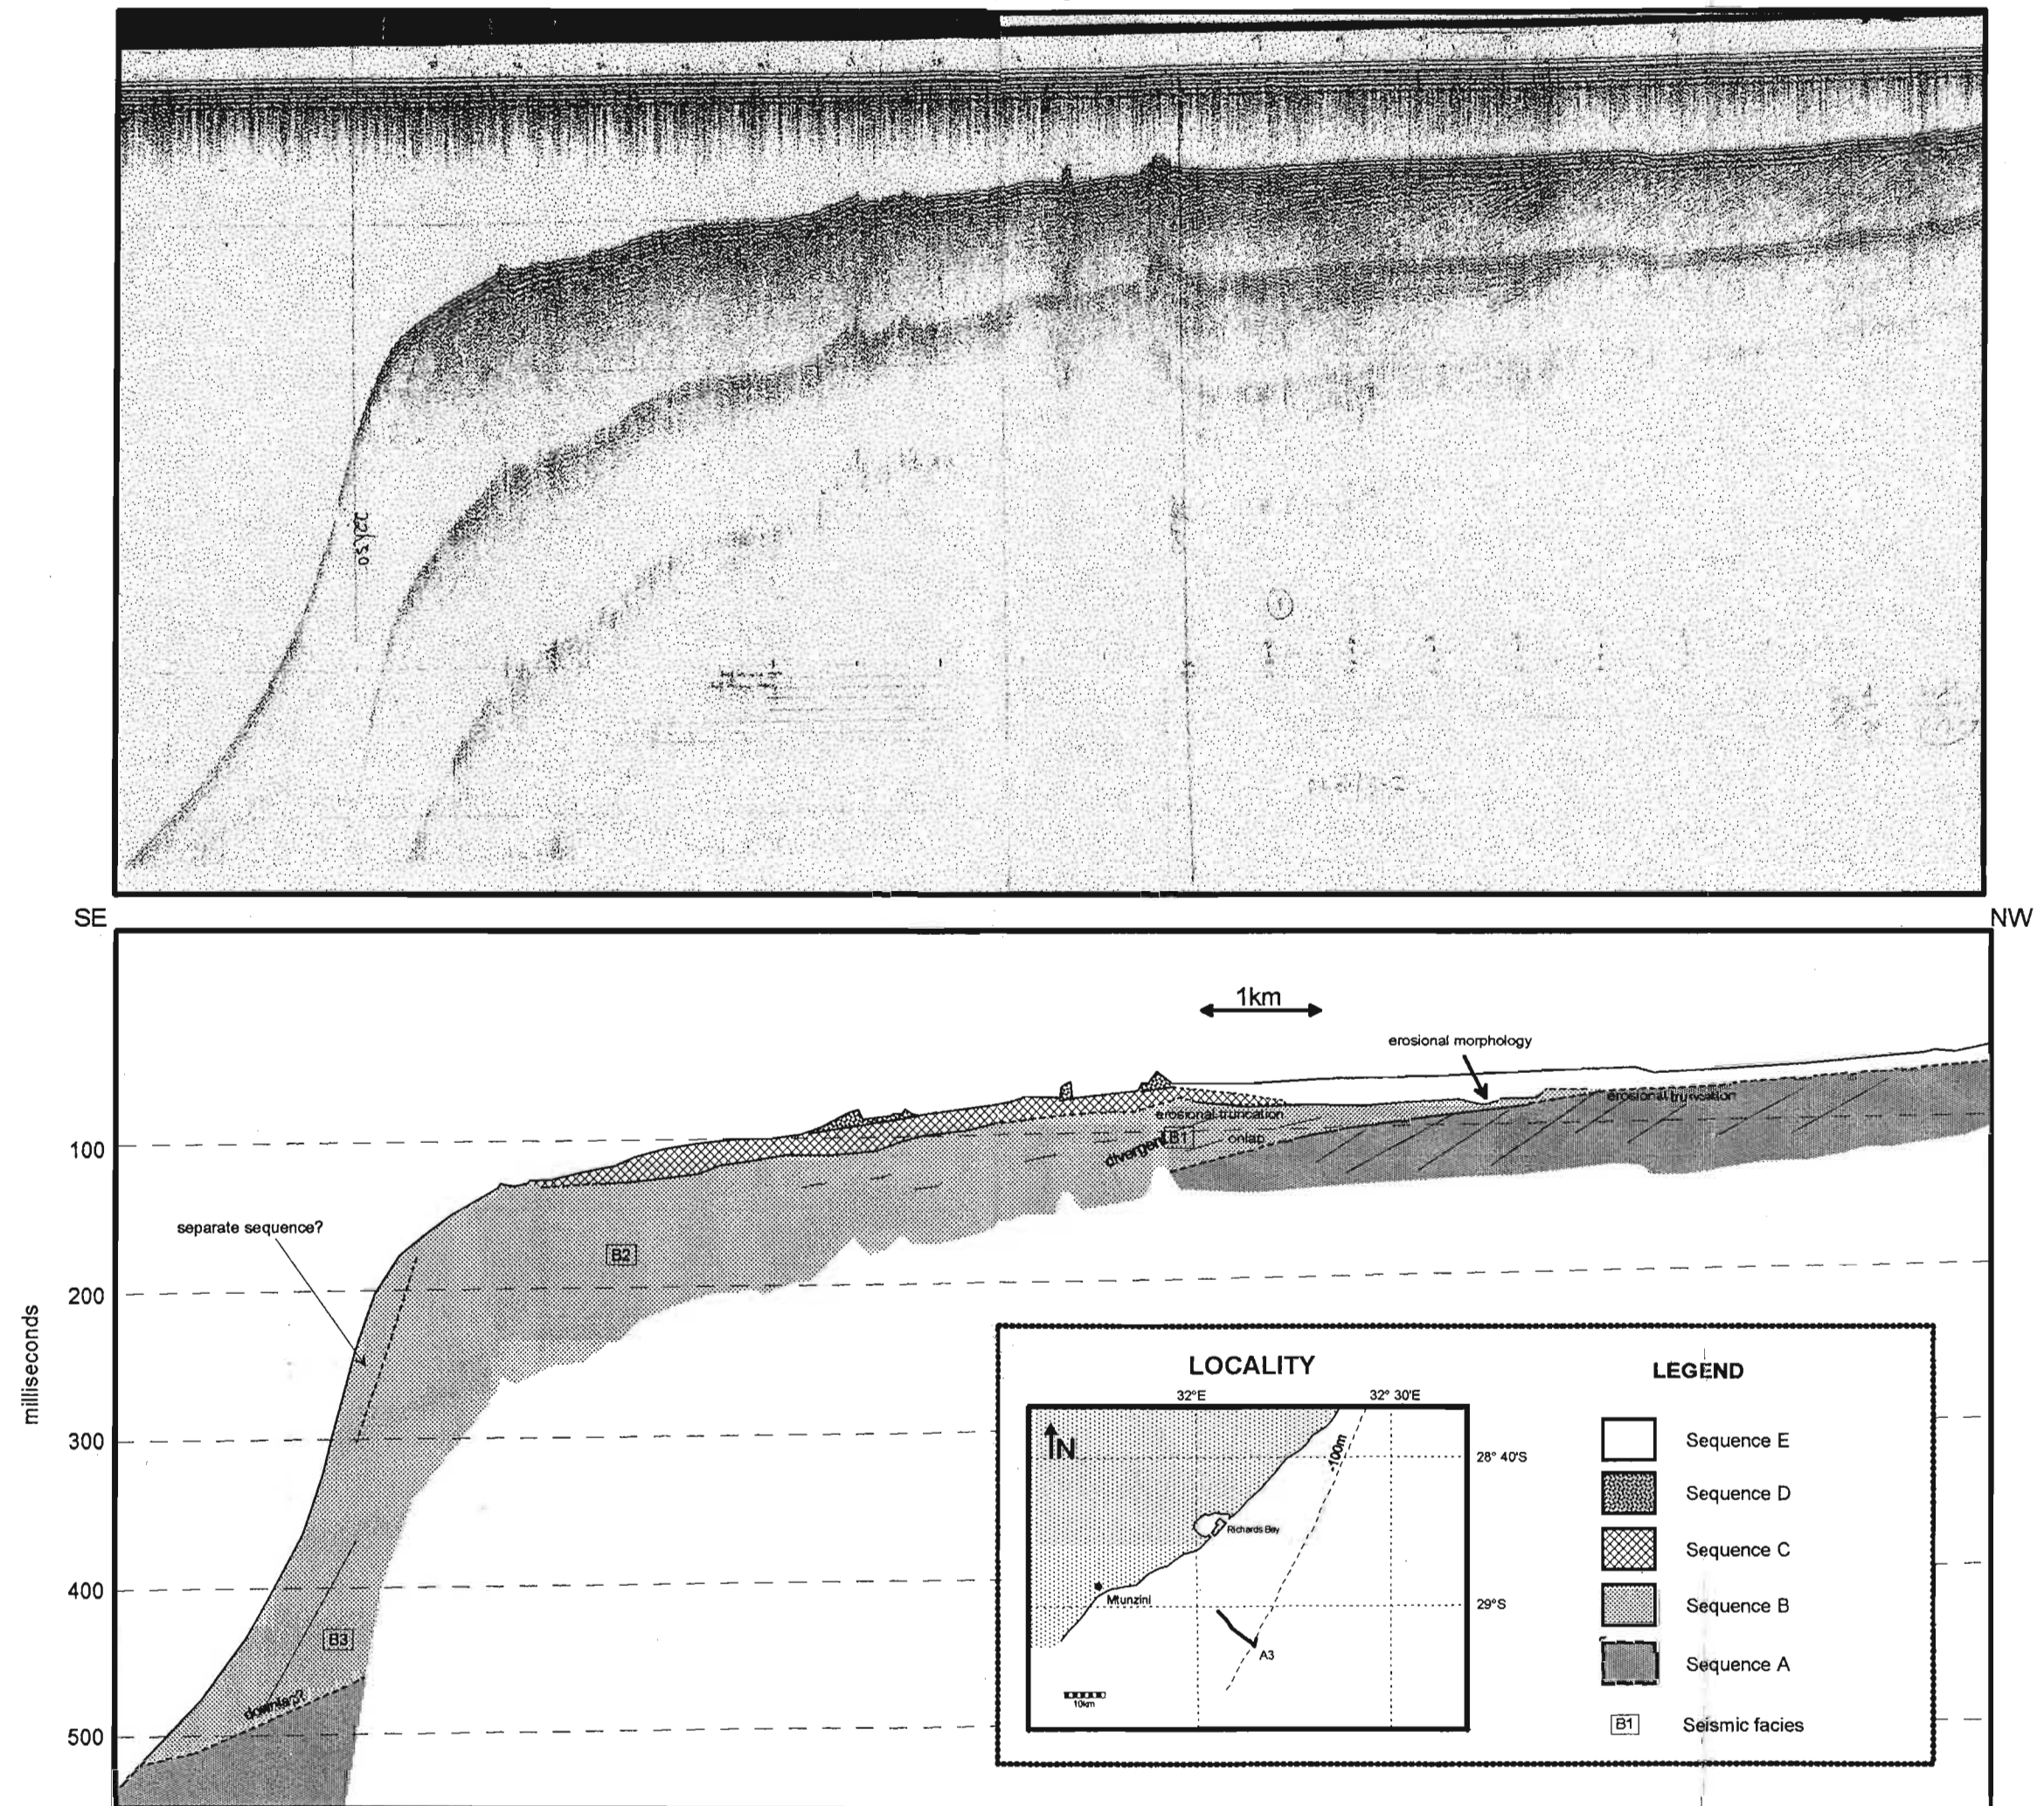 SE
NW
1km
erosional morphology
erosional truncation
erosional truncation
B1
onlap
divergent
100
separate sequence?
B2
200
milliseconds
300
400
B3
downlap?
500
LOCALITY
32°E
32° 30'E
N
-100m
28° 40'S
Richards Bay
Mtunzini
29°S
A3
10km
LEGEND
Sequence E
Sequence D
Sequence C
Sequence B
Sequence A
B1
Seismic facies